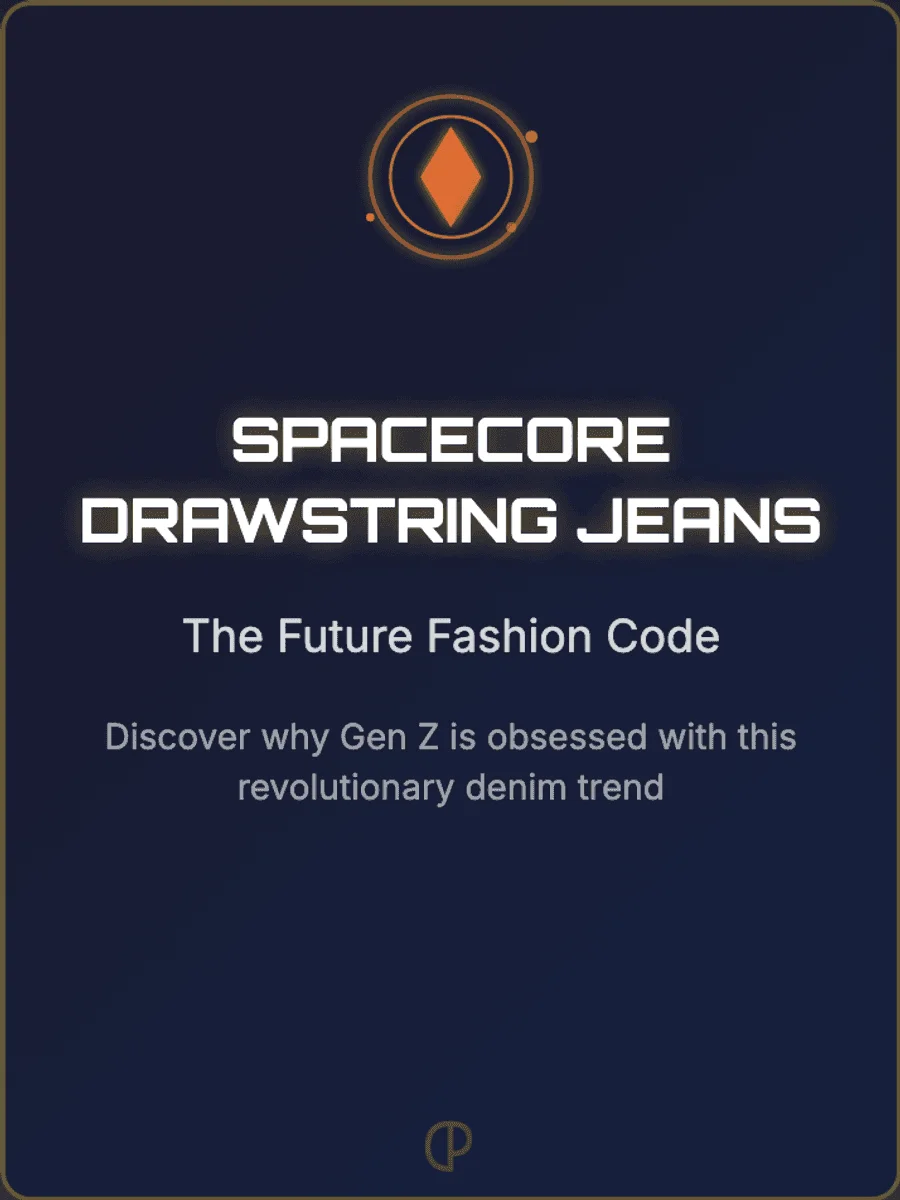 SPACECORE
DRAWSTRING JEANS
The Future Fashion Code
Discover why Gen Z is obsessed with this
revolutionary denim trend